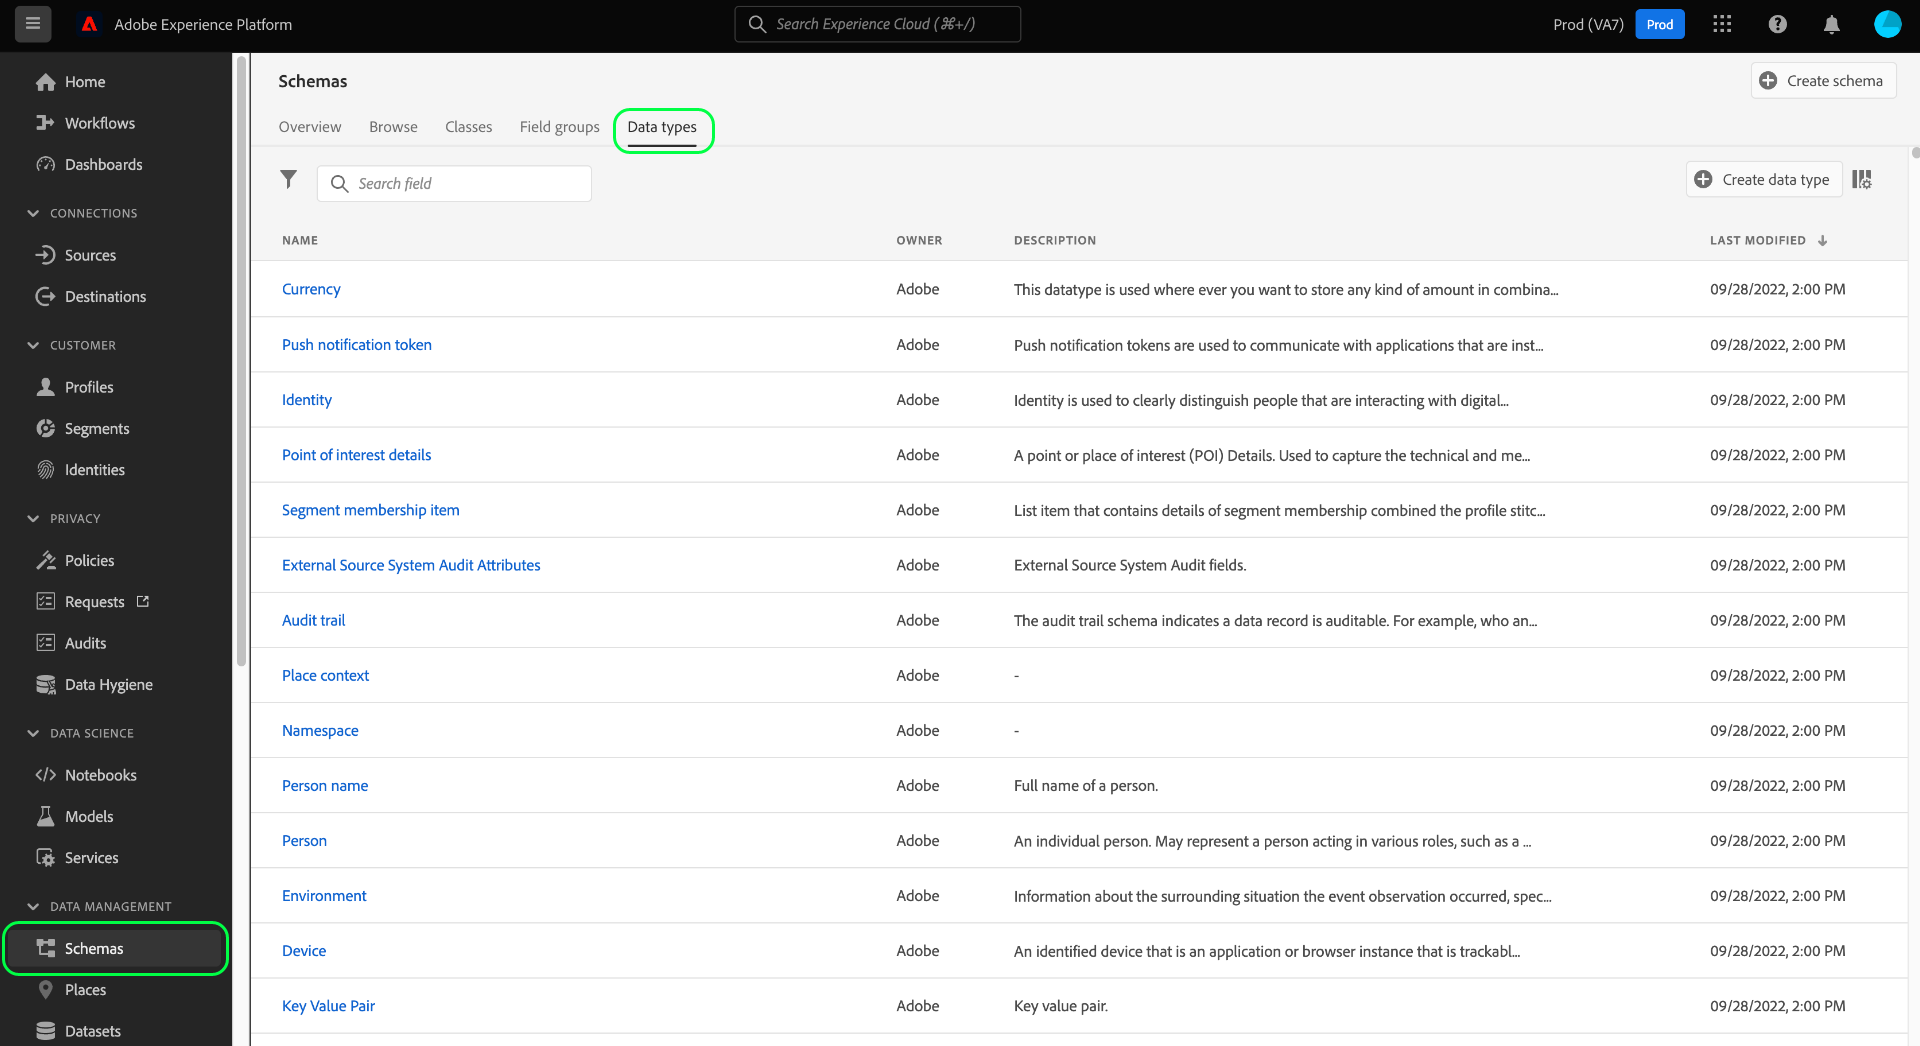 Adobe Experience Platform
Search Experience Cloud (⌘+/)
Prod (VA7)
Prod
Home
Workflows
Dashboards
CONNECTIONS
Sources
Destinations
CUSTOMER
Profiles
Segments
Identities
PRIVACY
Policies
Requests
Audits
Data Hygiene
DATA SCIENCE
Notebooks
Models
Services
DATA MANAGEMENT
Schemas
Places
Datasets
Schemas
Create schema
Overview Browse Classes Field groups Data types
Search field
Create data type
NAME OWNER DESCRIPTION LAST MODIFIED
Currency Adobe This datatype is used where ever you want to store any kind of amount in combina... 09/28/2022, 2:00 PM
Push notification token Adobe Push notification tokens are used to communicate with applications that are inst... 09/28/2022, 2:00 PM
Identity Adobe Identity is used to clearly distinguish people that are interacting with digital... 09/28/2022, 2:00 PM
Point of interest details Adobe A point or place of interest (POI) Details. Used to capture the technical and me... 09/28/2022, 2:00 PM
Segment membership item Adobe List item that contains details of segment membership combined the profile stitc... 09/28/2022, 2:00 PM
External Source System Audit Attributes Adobe External Source System Audit fields. 09/28/2022, 2:00 PM
Audit trail Adobe The audit trail schema indicates a data record is auditable. For example, who an... 09/28/2022, 2:00 PM
Place context Adobe - 09/28/2022, 2:00 PM
Namespace Adobe - 09/28/2022, 2:00 PM
Person name Adobe Full name of a person. 09/28/2022, 2:00 PM
Person Adobe An individual person. May represent a person acting in various roles, such as a ... 09/28/2022, 2:00 PM
Environment Adobe Information about the surrounding situation the event observation occurred, spec... 09/28/2022, 2:00 PM
Device Adobe An identified device that is an application or browser instance that is trackabl... 09/28/2022, 2:00 PM
Key Value Pair Adobe Key value pair. 09/28/2022, 2:00 PM